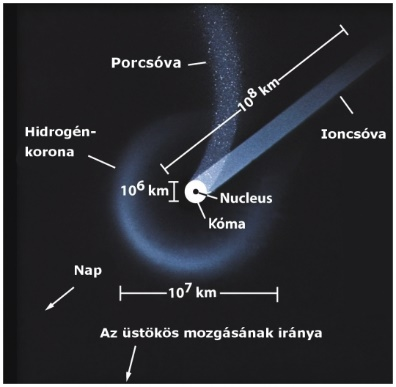 Porcsóva
10⁸ km
Ioncsóva
Hidrogén-
korona
10⁶ km
Nucleus
Kóma
Nap
10⁷ km
Az üstökös mozgásának iránya